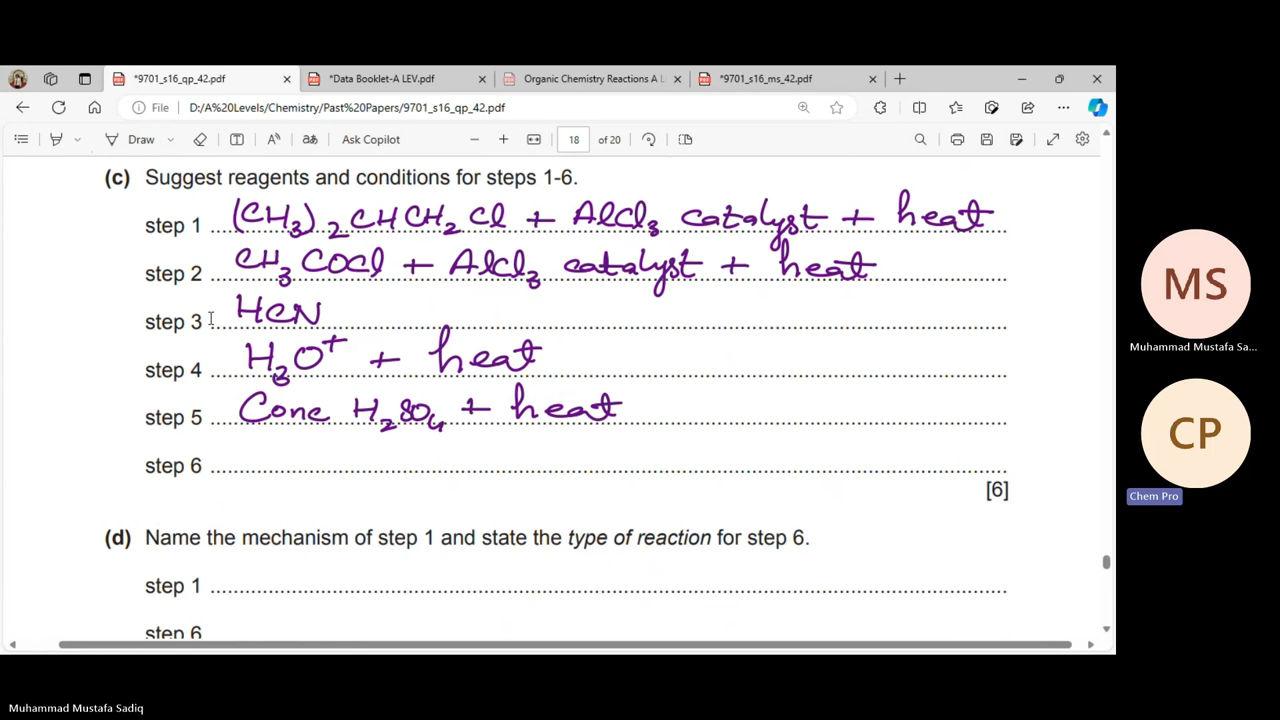 *9701_s16_qp_42.pdf
*Data Booklet-A LEV.pdf
Organic Chemistry Reactions A L
*9701_s16_ms_42.pdf
File
D:/A%20Levels/Chemistry/Past%20Papers/9701_s16_qp_42.pdf
Draw
aあ
Ask Copilot
18 of 20
(c) Suggest reagents and conditions for steps 1-6.
step 1 (CH3)2CHCH2Cl + AlCl3 catalyst + heat
step 2 CH3COCl + AlCl3 catalyst + heat
step 3 HCN
step 4 H3O+ + heat
step 5 Conc H2SO4 + heat
step 6
[6]
(d) Name the mechanism of step 1 and state the type of reaction for step 6.
step 1
step 6
MS
Muhammad Mustafa Sa...
CP
Chem Pro
Muhammad Mustafa Sadiq